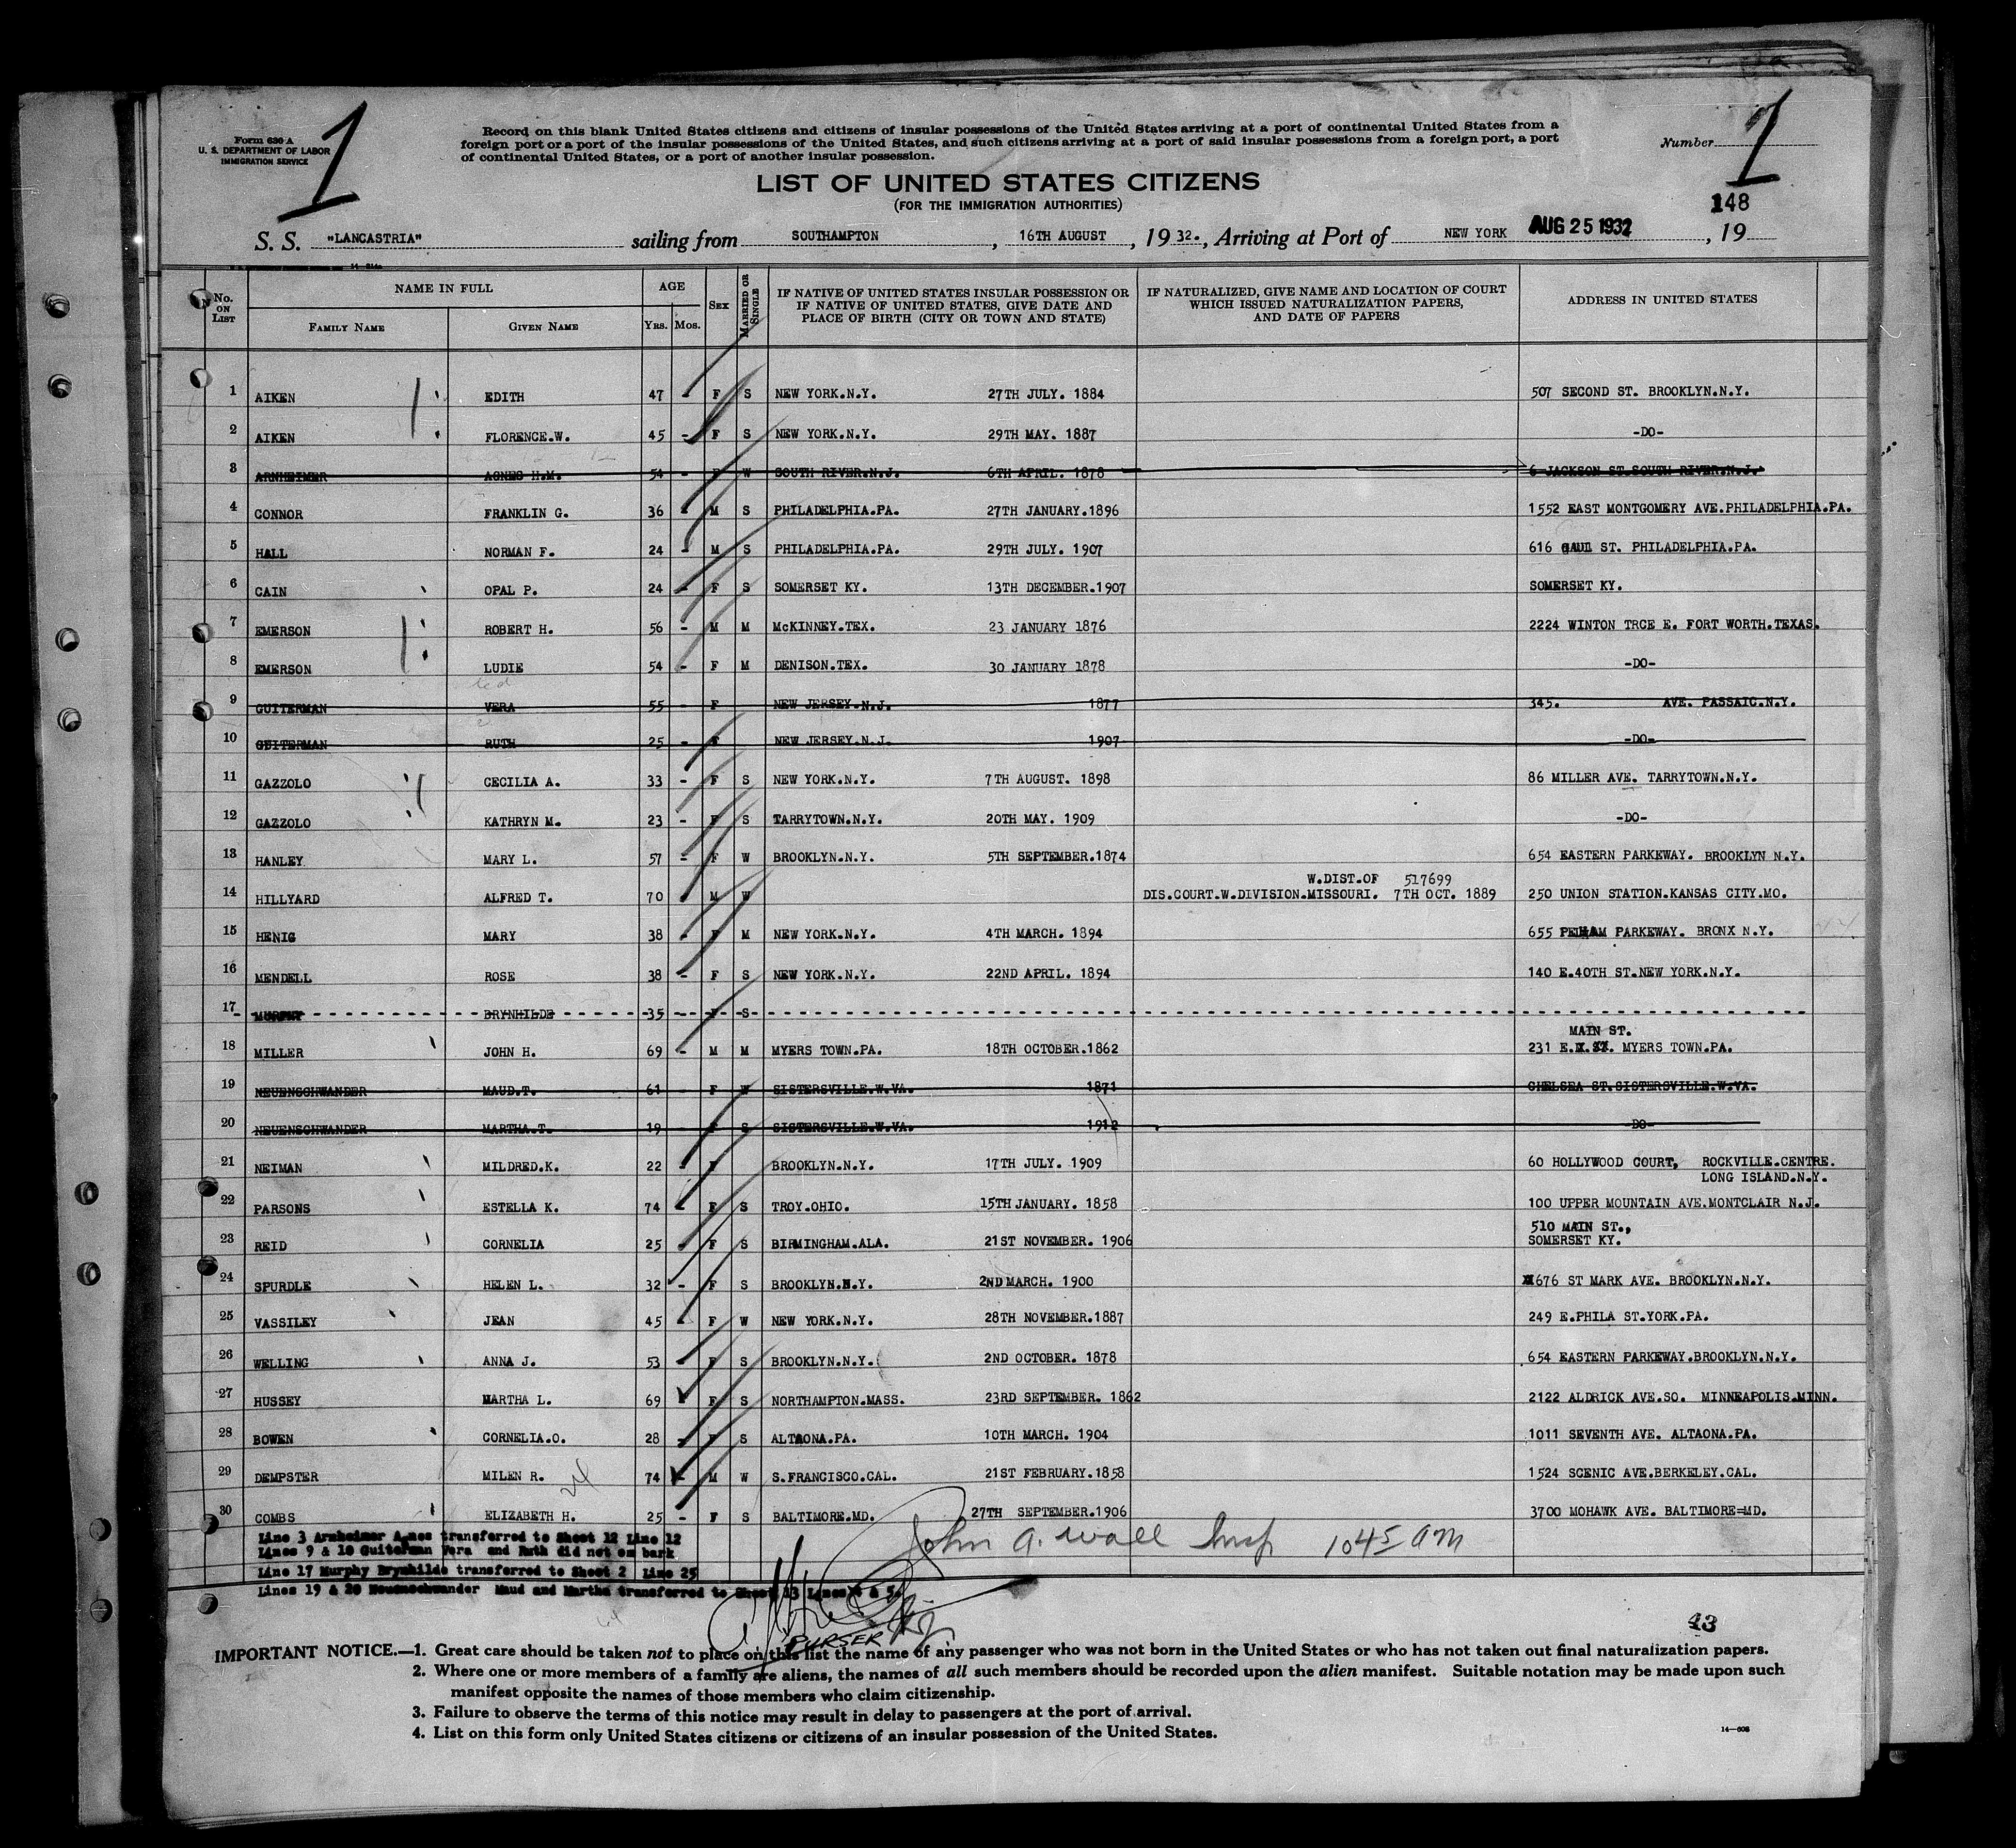 1
1
Form 630 A
U. S. DEPARTMENT OF LABOR
IMMIGRATION SERVICE
Record on this blank United States citizens and citizens of insular possessions of the United States arriving at a port of continental United States from a
foreign port or a port of the insular possessions of the United States, and such citizens arriving at a port of said insular possessions from a foreign port, a port
of continental United States, or a port of another insular possession.
Number
LIST OF UNITED STATES CITIZENS
(FOR THE IMMIGRATION AUTHORITIES)
148
S. S. "LANCASTRIA" sailing from SOUTHAMPTON, 16TH AUGUST, 19 32., Arriving at Port of NEW YORK AUG 25 1932, 19
No. ON LIST NAME IN FULL AGE SEX MARRIED OR SINGLE IF NATIVE OF UNITED STATES INSULAR POSSESSION OR IF NATIVE OF UNITED STATES, GIVE DATE AND PLACE OF BIRTH (CITY OR TOWN AND STATE) IF NATURALIZED, GIVE NAME AND LOCATION OF COURT WHICH ISSUED NATURALIZATION PAPERS, AND DATE OF PAPERS ADDRESS IN UNITED STATES
FAMILY NAME GIVEN NAME YRS. MOS.
1 AIKEN EDITH 47 - F S NEW YORK.N.Y. 27TH JULY. 1884 507 SECOND ST. BROOKLYN.N.Y.
2 AIKEN FLORENCE.W. 45 - F S NEW YORK.N.Y. 29TH MAY. 1887 -DO-
3 ARNHEIMER AGNES H.M. 54 - F W SOUTH RIVER.N.J. 6TH APRIL. 1878 6 JACKSON ST.SOUTH RIVER.N.J.
4 CONNOR FRANKLIN G. 36 - M S PHILADELPHIA.PA. 27TH JANUARY.1896 1552 EAST MONTGOMERY AVE.PHILADELPHIA.PA.
5 HALL NORMAN F. 24 - M S PHILADELPHIA.PA. 29TH JULY. 1907 616 GAUL ST. PHILADELPHIA.PA.
6 CAIN OPAL P. 24 - F S SOMERSET KY. 13TH DECEMBER.1907 SOMERSET KY.
7 EMERSON ROBERT H. 56 - M M McKINNEY.TEX. 23 JANUARY 1876 2224 WINTON TRCE E. FORT WORTH.TEXAS.
8 EMERSON LUDIE 54 - F M DENISON.TEX. 30 JANUARY 1878 -DO-
9 GUITERMAN VERA 55 - F NEW JERSEY.N.J. 1877 345. AVE. PASSAIC.N.Y.
10 GUITERMAN RUTH 25 - F NEW JERSEY.N.J. 1907 -DO-
11 GAZZOLO CECILIA A. 33 - F S NEW YORK.N.Y. 7TH AUGUST. 1898 86 MILLER AVE. TARRYTOWN.N.Y.
12 GAZZOLO KATHRYN M. 23 - F S TARRYTOWN.N.Y. 20TH MAY. 1909 -DO-
13 HANLEY MARY L. 57 - F W BROOKLYN.N.Y. 5TH SEPTEMBER.1874 654 EASTERN PARKEWAY. BROOKLYN N.Y.
W.DIST.OF 517699
14 HILLYARD ALFRED T. 70 - M W DIS.COURT.W.DIVISION.MISSOURI. 7TH OCT. 1889 250 UNION STATION.KANSAS CITY.MO.
15 HENIG MARY 38 - F M NEW YORK.N.Y. 4TH MARCH. 1894 655 PELHAM PARKEWAY. BRONX N.Y.
16 MENDELL ROSE 38 - F S NEW YORK.N.Y. 22ND APRIL. 1894 140 E.40TH ST.NEW YORK.N.Y.
17 MURPHY BRYNHILDE 35 - F S
MAIN ST.
18 MILLER JOHN H. 69 - M M MYERS TOWN.PA. 18TH OCTOBER.1862 231 E. MYERS TOWN.PA.
19 NEUENSCHWANDER MAUD.T. 61 - F W SISTERSVILLE.W.VA. 1871 CHELSEA ST.SISTERSVILLE.W.VA.
20 NEUENSCHWANDER MARTHA.T. 19 - F S SISTERSVILLE.W.VA. 1912 -DO-
21 NEIMAN MILDRED.K. 22 - F BROOKLYN.N.Y. 17TH JULY. 1909 60 HOLLYWOOD COURT, ROCKVILLE.CENTRE.
LONG ISLAND.N.Y.
22 PARSONS ESTELLA K. 74 - F S TROY.OHIO. 15TH JANUARY. 1858 100 UPPER MOUNTAIN AVE.MONTCLAIR N.J.
510 MAIN ST.,
23 REID CORNELIA 25 - F S BIRMINGHAM.ALA. 21ST NOVEMBER. 1906 SOMERSET KY.
24 SPURDLE HELEN L. 32 - F S BROOKLYN.N.Y. 2ND MARCH. 1900 676 ST MARK AVE. BROOKLYN.N.Y.
25 VASSILEY JEAN 45 - F W NEW YORK.N.Y. 28TH NOVEMBER.1887 249 E.PHILA ST.YORK.PA.
26 WELLING ANNA J. 53 - F S BROOKLYN.N.Y. 2ND OCTOBER. 1878 654 EASTERN PARKEWAY.BROOKLYN.N.Y.
27 HUSSEY MARTHA L. 69 - F S NORTHAMPTON.MASS. 23RD SEPTEMBER. 1862 2122 ALDRICK AVE.SO. MINNEAPOLIS.MINN.
28 BOWEN CORNELIA.O. 28 - F S ALTAONA.PA. 10TH MARCH. 1904 1011 SEVENTH AVE. ALTAONA.PA.
29 DEMPSTER MILEN R. 74 - M W S.FRANCISCO.CAL. 21ST FEBRUARY.1858 1524 SCENIC AVE.BERKELEY.CAL.
30 COMBS ELIZABETH H. 25 - F S BALTIMORE.MD. 27TH SEPTEMBER.1906 3700 MOHAWK AVE. BALTIMORE=MD.
Line 3 Arnheimer Agnes transferred to Sheet 12 Line 12
Lines 9 & 10 Guiterman Vera and Ruth did not em bark
John A. Wall Insp 1045 AM
Line 17 Murphy Brynhilde transferred to Sheet 2 Line 25
Lines 19 & 20 Neuenschwander Maud and Martha transferred to Sheet 13 Lines 4 & 5.
PURSER
43
IMPORTANT NOTICE.—1. Great care should be taken not to place on this list the name of any passenger who was not born in the United States or who has not taken out final naturalization papers.
2. Where one or more members of a family are aliens, the names of all such members should be recorded upon the alien manifest. Suitable notation may be made upon such
manifest opposite the names of those members who claim citizenship.
3. Failure to observe the terms of this notice may result in delay to passengers at the port of arrival.
4. List on this form only United States citizens or citizens of an insular possession of the United States.
14—608